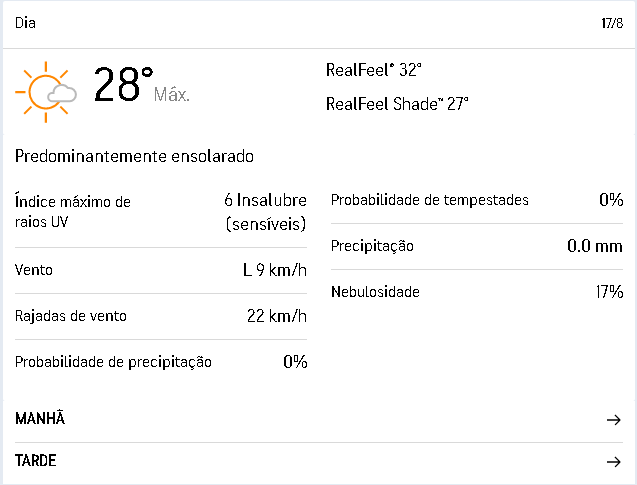 Dia 17/8
28° Máx.
RealFeel® 32°
RealFeel Shade™ 27°
Predominantemente ensolarado
Índice máximo de raios UV 6 Insalubre (sensíveis)
Vento L 9 km/h
Rajadas de vento 22 km/h
Probabilidade de precipitação 0%
Probabilidade de tempestades 0%
Precipitação 0.0 mm
Nebulosidade 17%
MANHÃ
TARDE